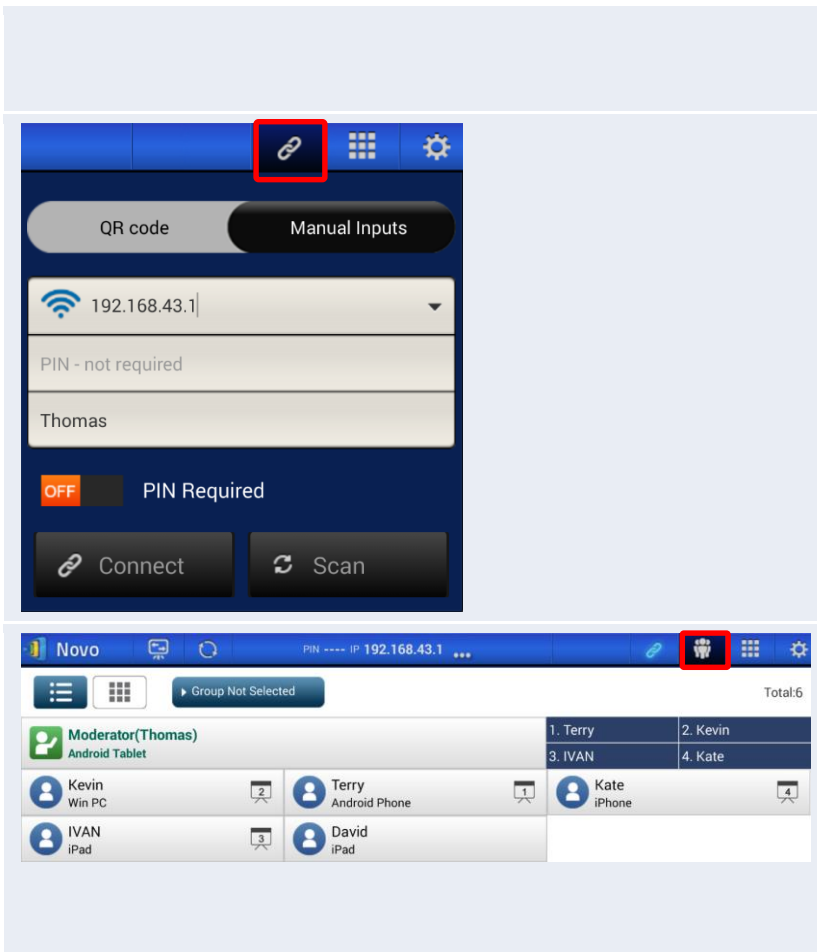 QR code Manual Inputs
192.168.43.1
PIN - not required
Thomas
OFF PIN Required
Connect Scan
Novo PIN ---- IP 192.168.43.1 ...
Group Not Selected Total:6
Moderator(Thomas)
Android Tablet
1. Terry 2. Kevin
3. IVAN 4. Kate
Kevin
Win PC
2
Terry
Android Phone
1
Kate
iPhone
4
IVAN
iPad
3
David
iPad